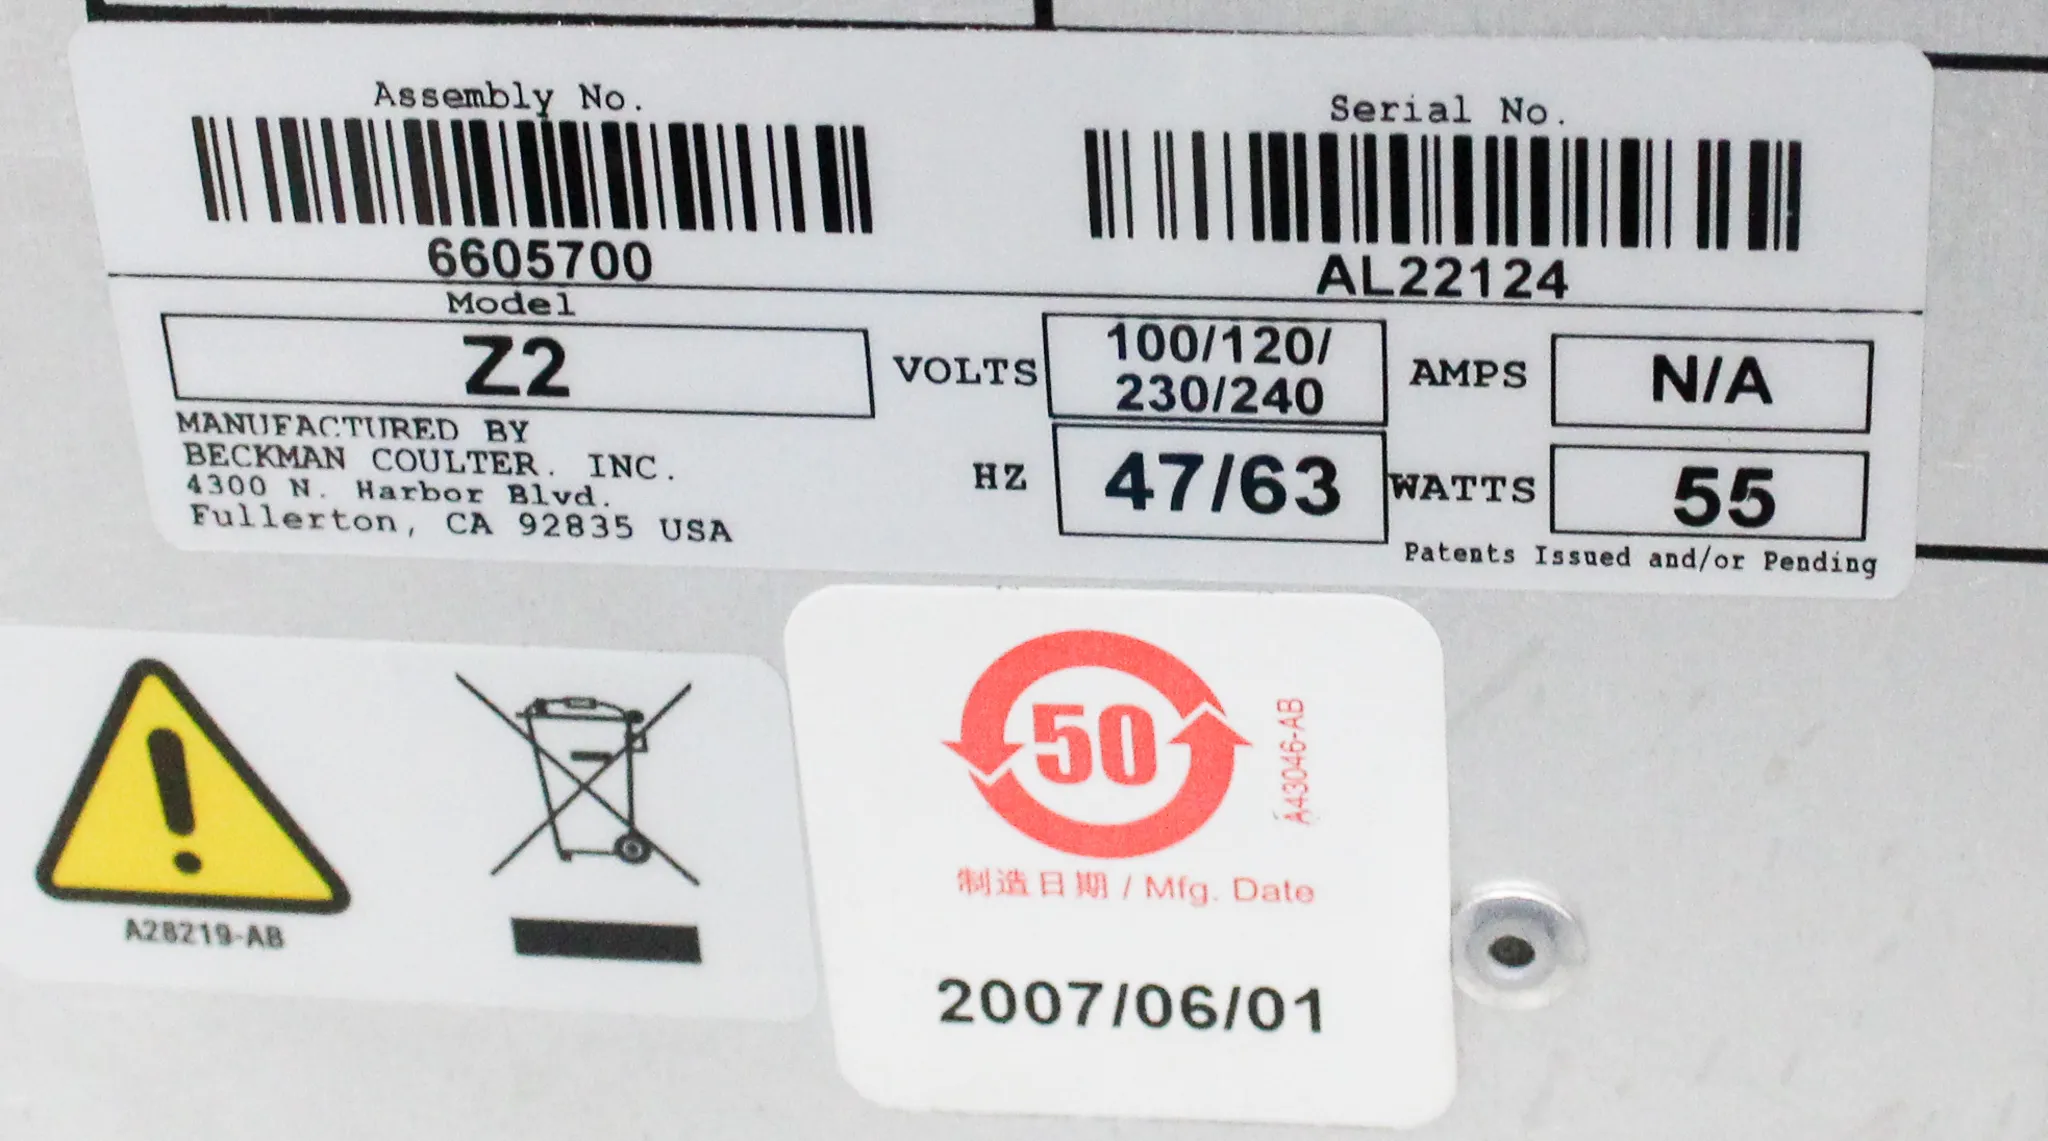 Assembly No.
6605700
Serial No.
AL22124
Model
Z2
MANUFACTURED BY
BECKMAN COULTER. INC.
4300 N. Harbor Blvd.
Fullerton, CA 92835 USA
VOLTS
100/120/
230/240
AMPS
N/A
HZ
47/63
WATTS
55
Patents Issued and/or Pending
A28219-AB
50
A43046-AB
制造日期 / Mfg. Date
2007/06/01